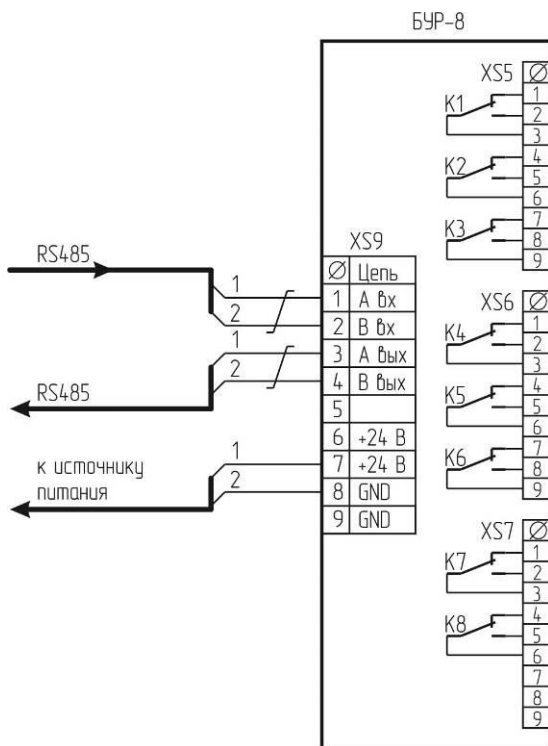 БУР-8
XS5 Ø
1
K1 2
3
4
K2 5
6
7
K3 8
9
XS9
Ø Цепь
1 А вх
2 В вх
3 А вых
4 В вых
5
6 +24 В
7 +24 В
8 GND
9 GND
RS485
1
2
1
2
RS485
к источнику
питания
1
2
XS6 Ø
1
K4 2
3
4
K5 5
6
7
K6 8
9
XS7 Ø
1
K7 2
3
4
K8 5
6
7
8
9